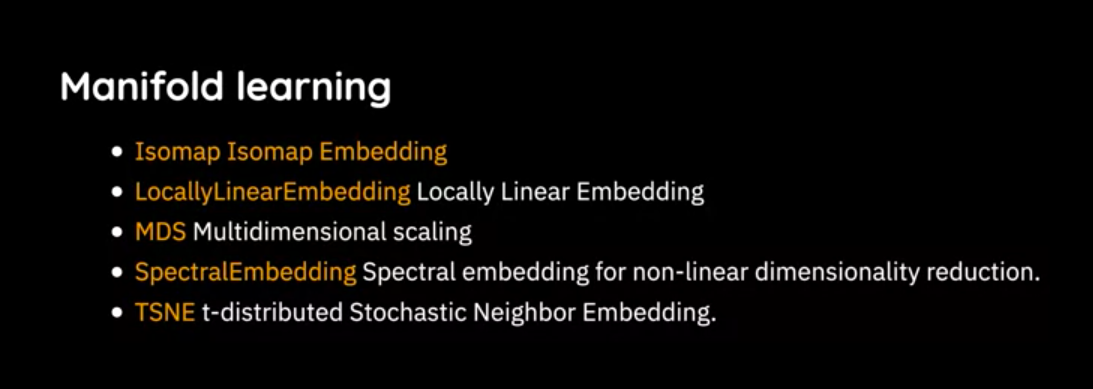 Manifold learning
• Isomap Isomap Embedding
• LocallyLinearEmbedding Locally Linear Embedding
• MDS Multidimensional scaling
• SpectralEmbedding Spectral embedding for non-linear dimensionality reduction.
• TSNE t-distributed Stochastic Neighbor Embedding.